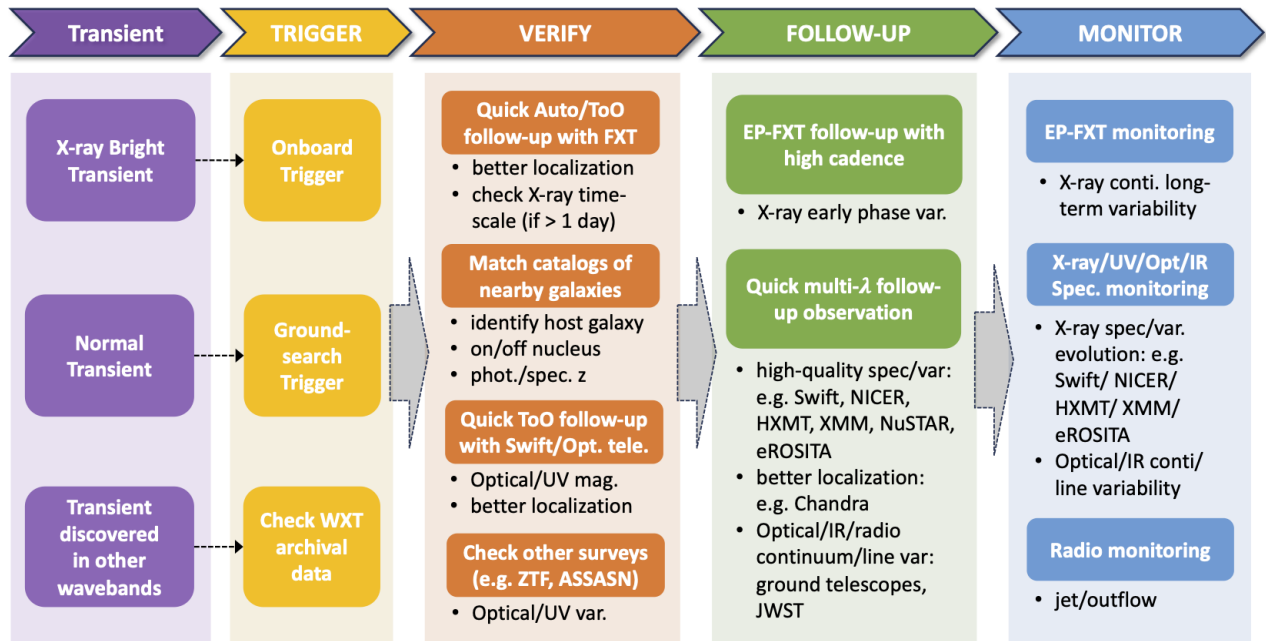 Transient
TRIGGER
VERIFY
FOLLOW-UP
MONITOR
X-ray Bright
Transient
Normal
Transient
Transient
discovered
in other
wavebands
Onboard
Trigger
Ground-
search
Trigger
Check WXT
archival
data
Quick Auto/ToO
follow-up with FXT
• better localization
• check X-ray time-
scale (if > 1 day)
Match catalogs of
nearby galaxies
• identify host galaxy
• on/off nucleus
• phot./spec. z
Quick ToO follow-up
with Swift/Opt. tele.
• Optical/UV mag.
• better localization
Check other surveys
(e.g. ZTF, ASSASN)
• Optical/UV var.
EP-FXT follow-up with
high cadence
• X-ray early phase var.
Quick multi-λ follow-
up observation
• high-quality spec/var:
e.g. Swift, NICER,
HXMT, XMM, NuSTAR,
eROSITA
• better localization:
e.g. Chandra
• Optical/IR/radio
continuum/line var:
ground telescopes,
JWST
EP-FXT monitoring
• X-ray conti. long-
term variability
X-ray/UV/Opt/IR
Spec. monitoring
• X-ray spec/var.
evolution: e.g.
Swift/ NICER/
HXMT/ XMM/
eROSITA
• Optical/IR conti/
line variability
Radio monitoring
• jet/outflow